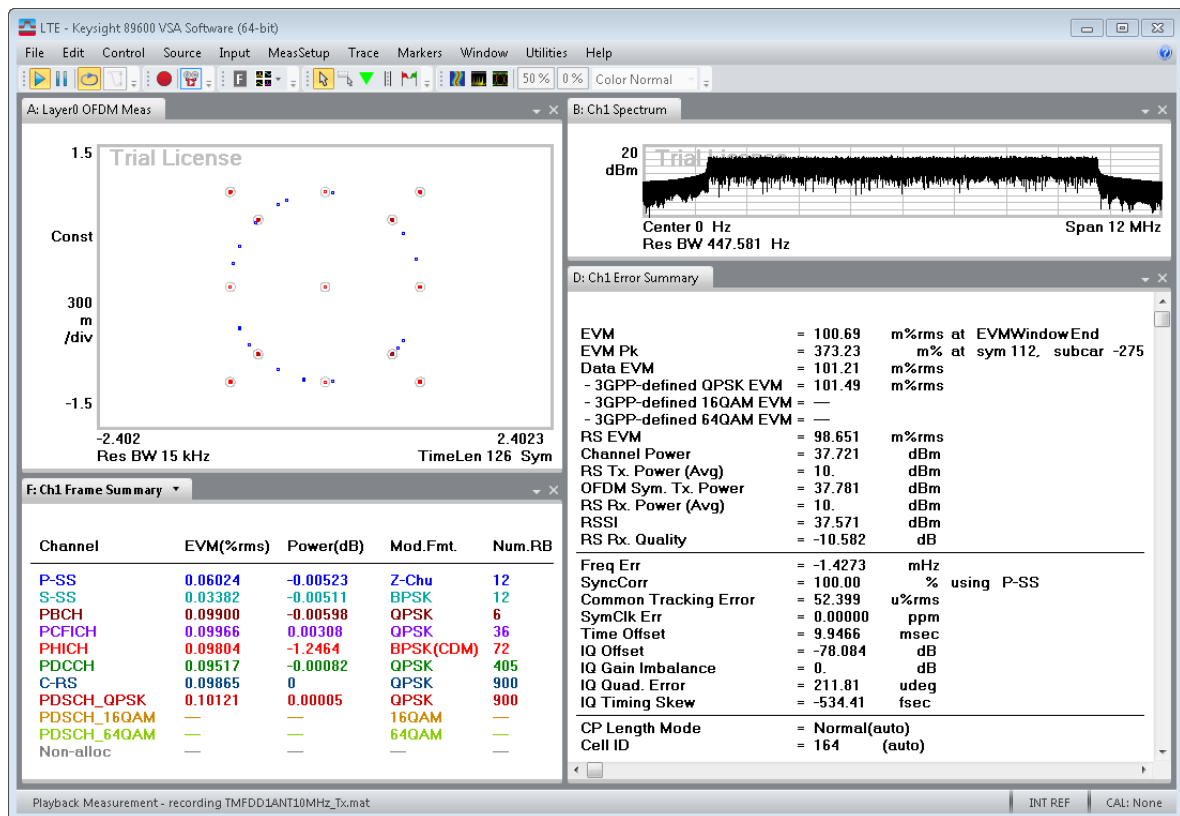 LTE - Keysight 89600 VSA Software (64-bit)
File Edit Control Source Input MeasSetup Trace Markers Window Utilities Help
F 50 % 0 % Color Normal
A: Layer0 OFDM Meas
1.5
Trial License
Const
300
m
/div
-1.5
-2.402 2.4023
Res BW 15 kHz TimeLen 126 Sym
B: Ch1 Spectrum
20
dBm
Trial License
Center 0 Hz Span 12 MHz
Res BW 447.581 Hz
F: Ch1 Frame Summary
Channel EVM(%rms) Power(dB) Mod.Fmt. Num.RB
P-SS 0.06024 -0.00523 Z-Chu 12
S-SS 0.03382 -0.00511 BPSK 12
PBCH 0.09900 -0.00598 QPSK 6
PCFICH 0.09966 0.00308 QPSK 36
PHICH 0.09804 -1.2464 BPSK(CDM) 72
PDCCH 0.09517 -0.00082 QPSK 405
C-RS 0.09865 0 QPSK 900
PDSCH_QPSK 0.10121 0.00005 QPSK 900
PDSCH_16QAM — — 16QAM —
PDSCH_64QAM — — 64QAM —
Non-alloc — — — —
D: Ch1 Error Summary
EVM = 100.69 m%rms at EVMWindowEnd
EVM Pk = 373.23 m% at sym 112, subcar -275
Data EVM = 101.21 m%rms
- 3GPP-defined QPSK EVM = 101.49 m%rms
- 3GPP-defined 16QAM EVM = —
- 3GPP-defined 64QAM EVM = —
RS EVM = 98.651 m%rms
Channel Power = 37.721 dBm
RS Tx. Power (Avg) = 10. dBm
OFDM Sym. Tx. Power = 37.781 dBm
RS Rx. Power (Avg) = 10. dBm
RSSI = 37.571 dBm
RS Rx. Quality = -10.582 dB
Freq Err = -1.4273 mHz
SyncCorr = 100.00 % using P-SS
Common Tracking Error = 52.399 u%rms
SymClk Err = 0.00000 ppm
Time Offset = 9.9466 msec
IQ Offset = -78.084 dB
IQ Gain Imbalance = 0. dB
IQ Quad. Error = 211.81 udeg
IQ Timing Skew = -534.41 fsec
CP Length Mode = Normal(auto)
Cell ID = 164 (auto)
Playback Measurement - recording TMFDD1ANT10MHz_Tx.mat INT REF CAL: None